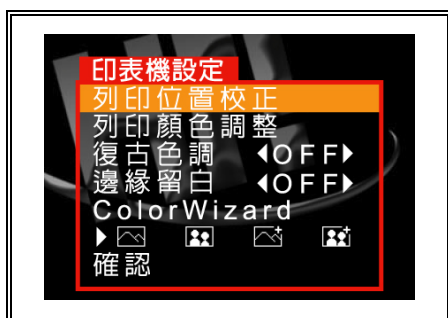 印表機設定
列印位置校正
列印顏色調整
復古色調 ◀OFF▶
邊緣留白 ◀OFF▶
ColorWizard
確認